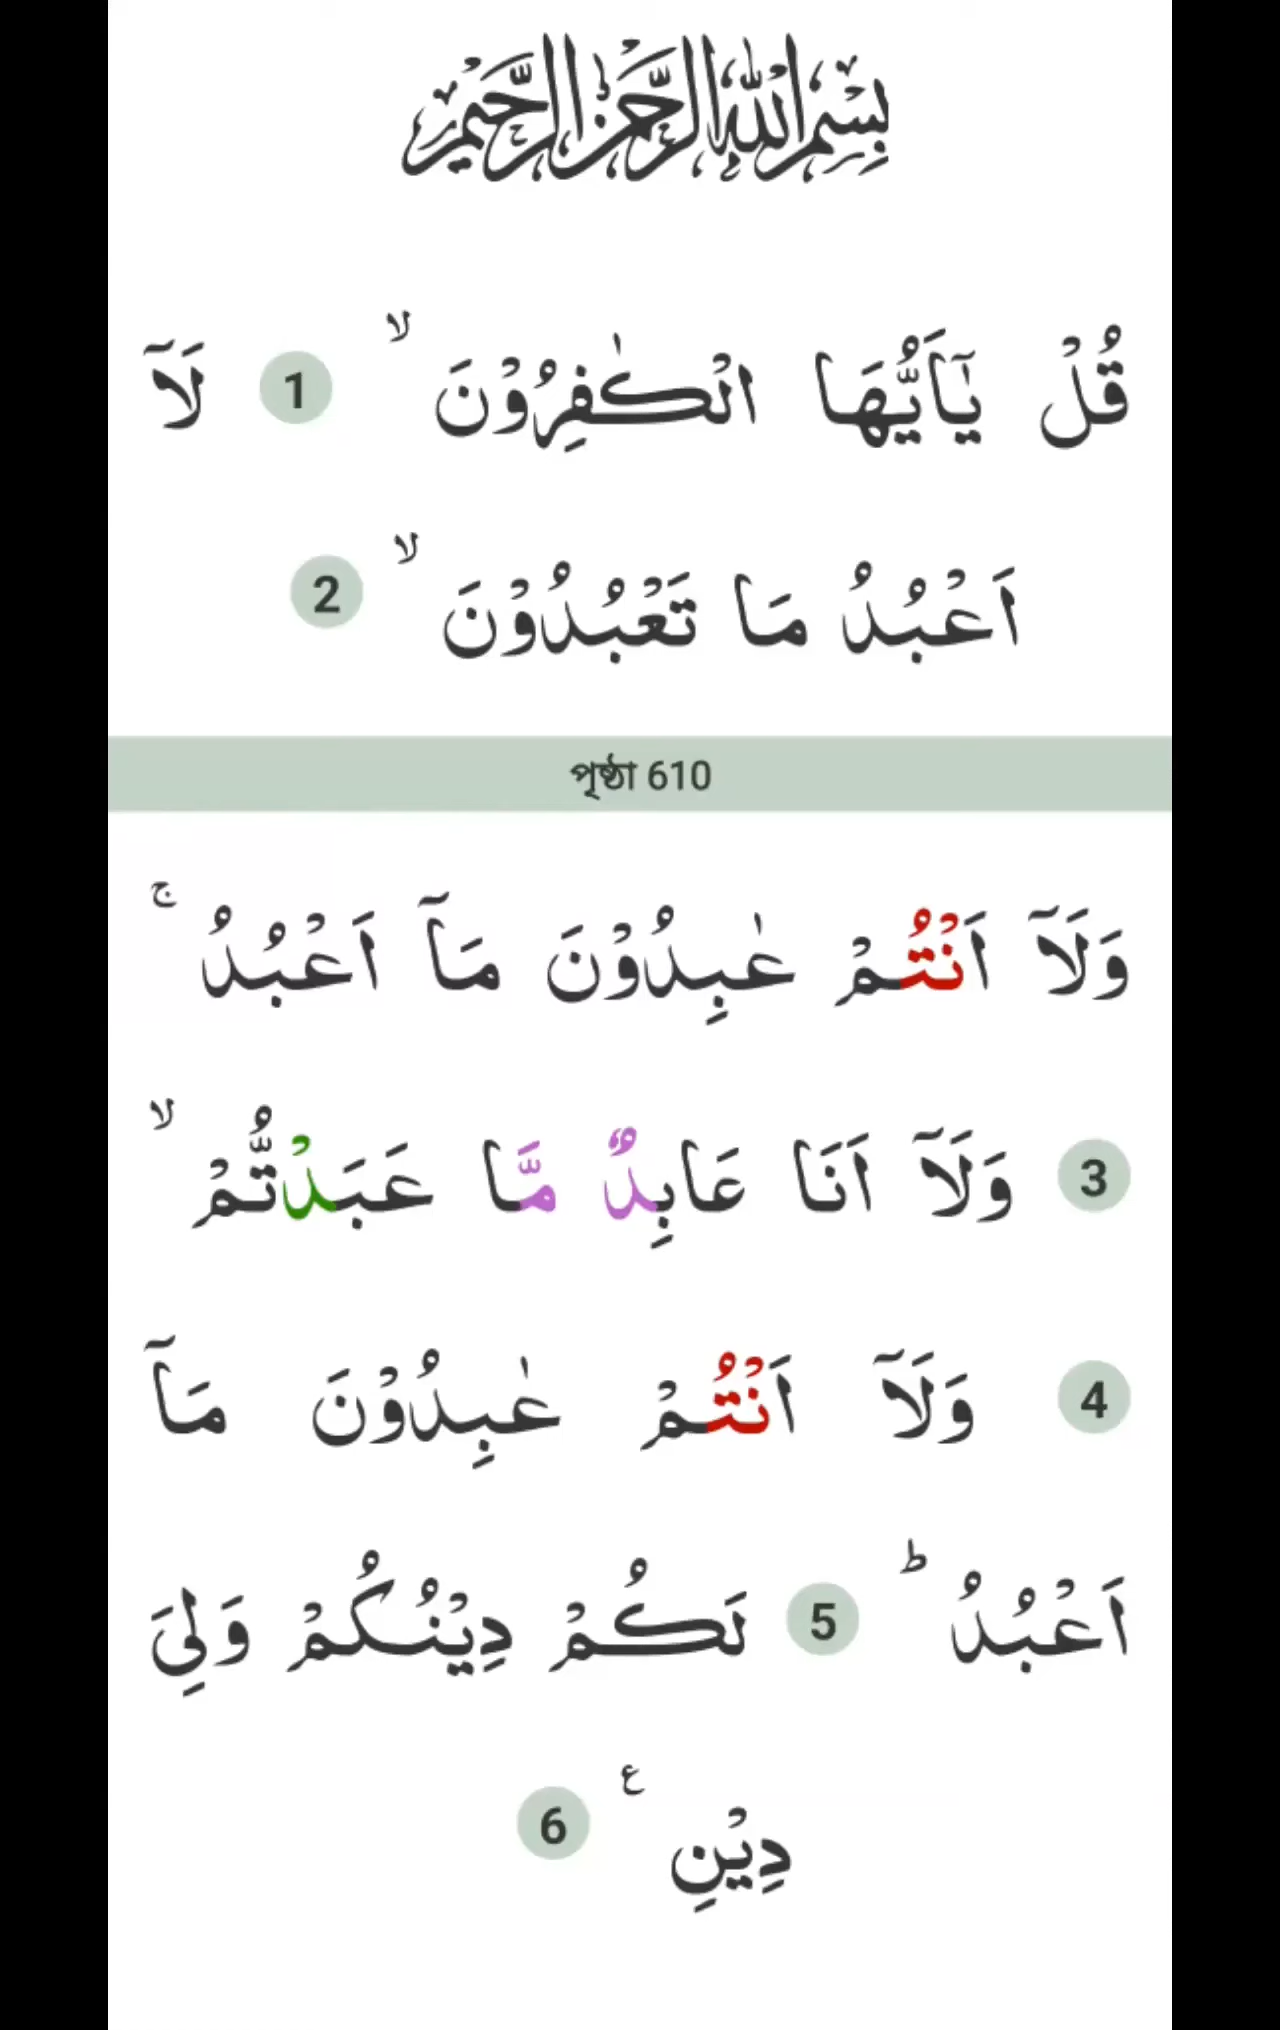 بِسْمِ اللّٰهِ الرَّحْمٰنِ الرَّحِيْمِ
قُلْ يٰۤاَيُّهَا الْكٰفِرُوْنَ ۙ 1 لَاۤ
اَعْبُدُ مَا تَعْبُدُوْنَ ۙ 2
পৃষ্ঠা 610
وَلَاۤ اَنْتُمْ عٰبِدُوْنَ مَاۤ اَعْبُدُ ۚ
3 وَلَاۤ اَنَا عَابِدٌ مَّا عَبَدْتُّمْ ۙ
4 وَلَاۤ اَنْتُمْ عٰبِدُوْنَ مَاۤ
اَعْبُدُ ؕ 5 لَكُمْ دِيْنُكُمْ وَلِيَ
دِيْنِ ع 6